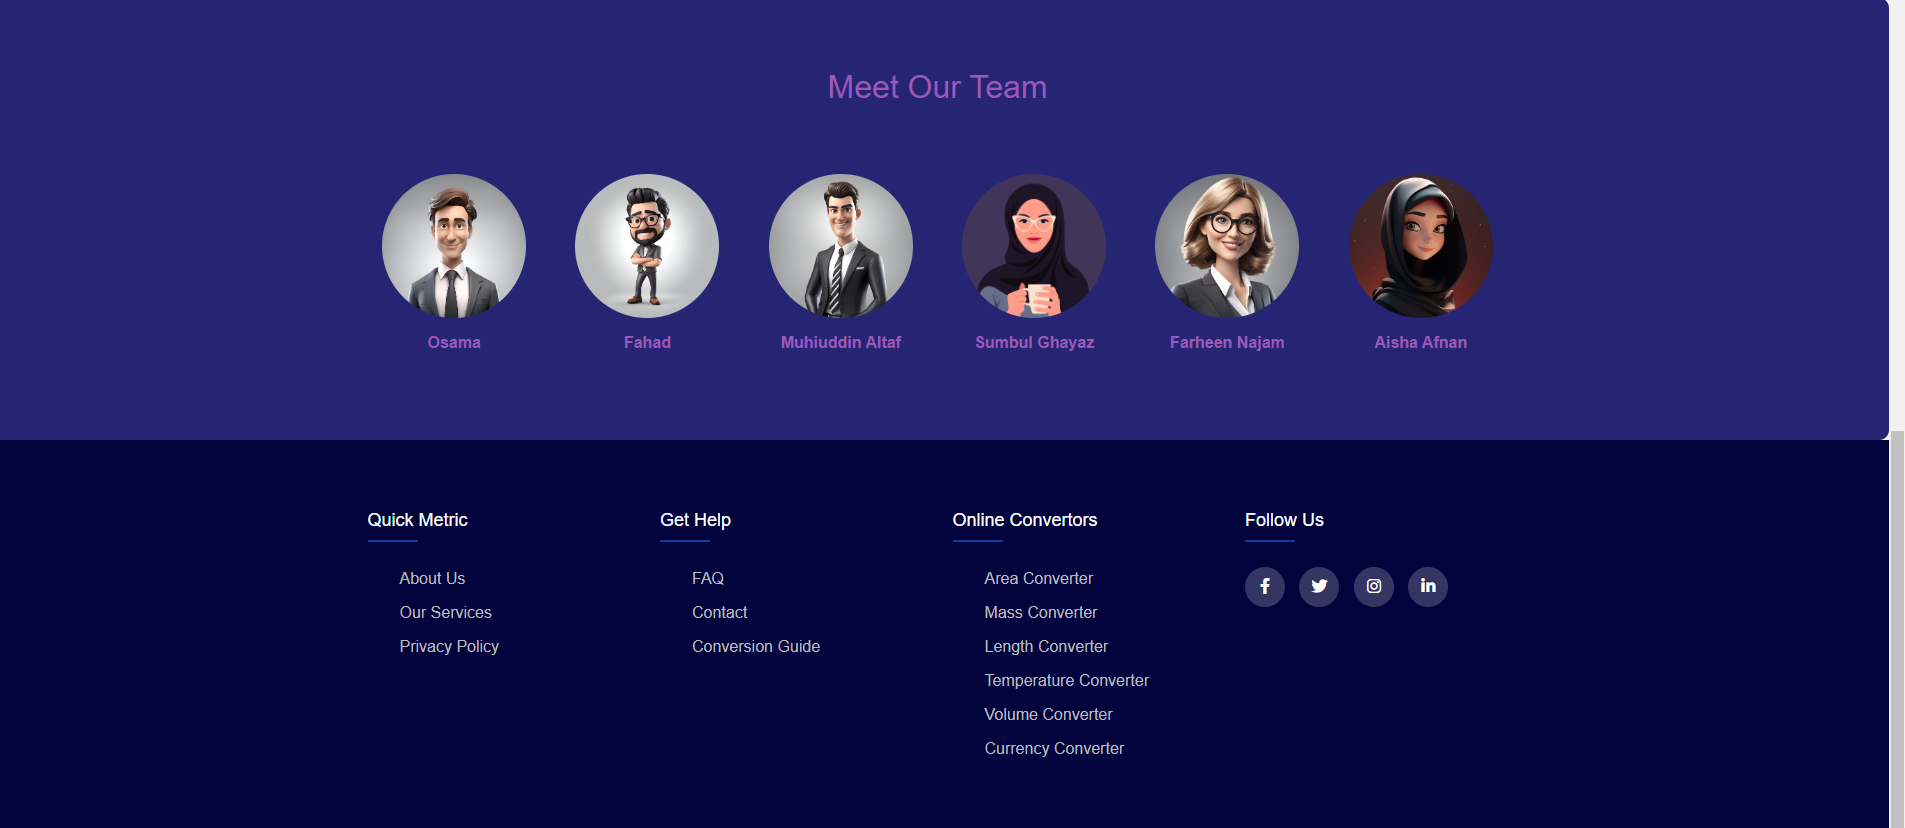 Meet Our Team
Osama
Fahad
Muhiuddin Altaf
Sumbul Ghayaz
Farheen Najam
Aisha Afnan
Quick Metric
About Us
Our Services
Privacy Policy
Get Help
FAQ
Contact
Conversion Guide
Online Convertors
Area Converter
Mass Converter
Length Converter
Temperature Converter
Volume Converter
Currency Converter
Follow Us